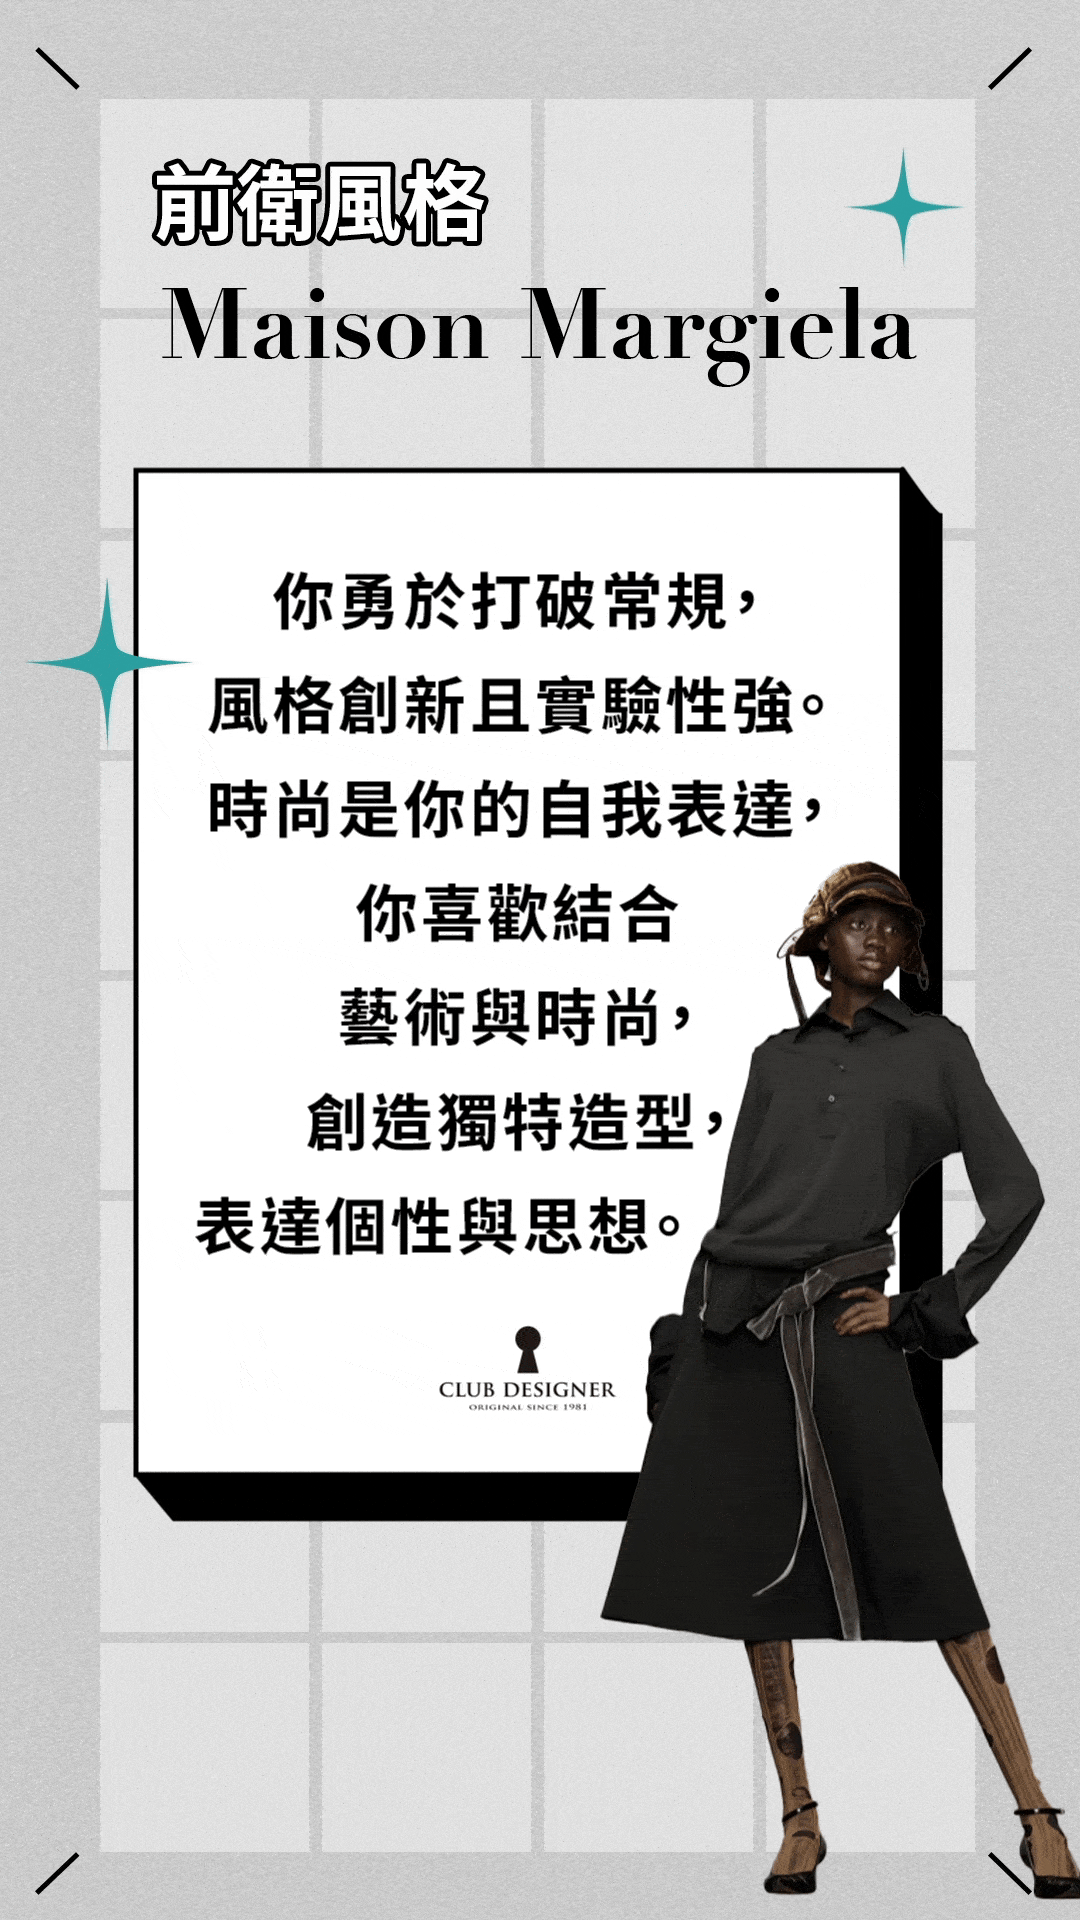 前衛風格
Maison Margiela
你勇於打破常規，
風格創新且實驗性強。
時尚是你的自我表達，
你喜歡結合
藝術與時尚，
創造獨特造型，
表達個性與思想。
CLUB DESIGNER
ORIGINAL SINCE 1981